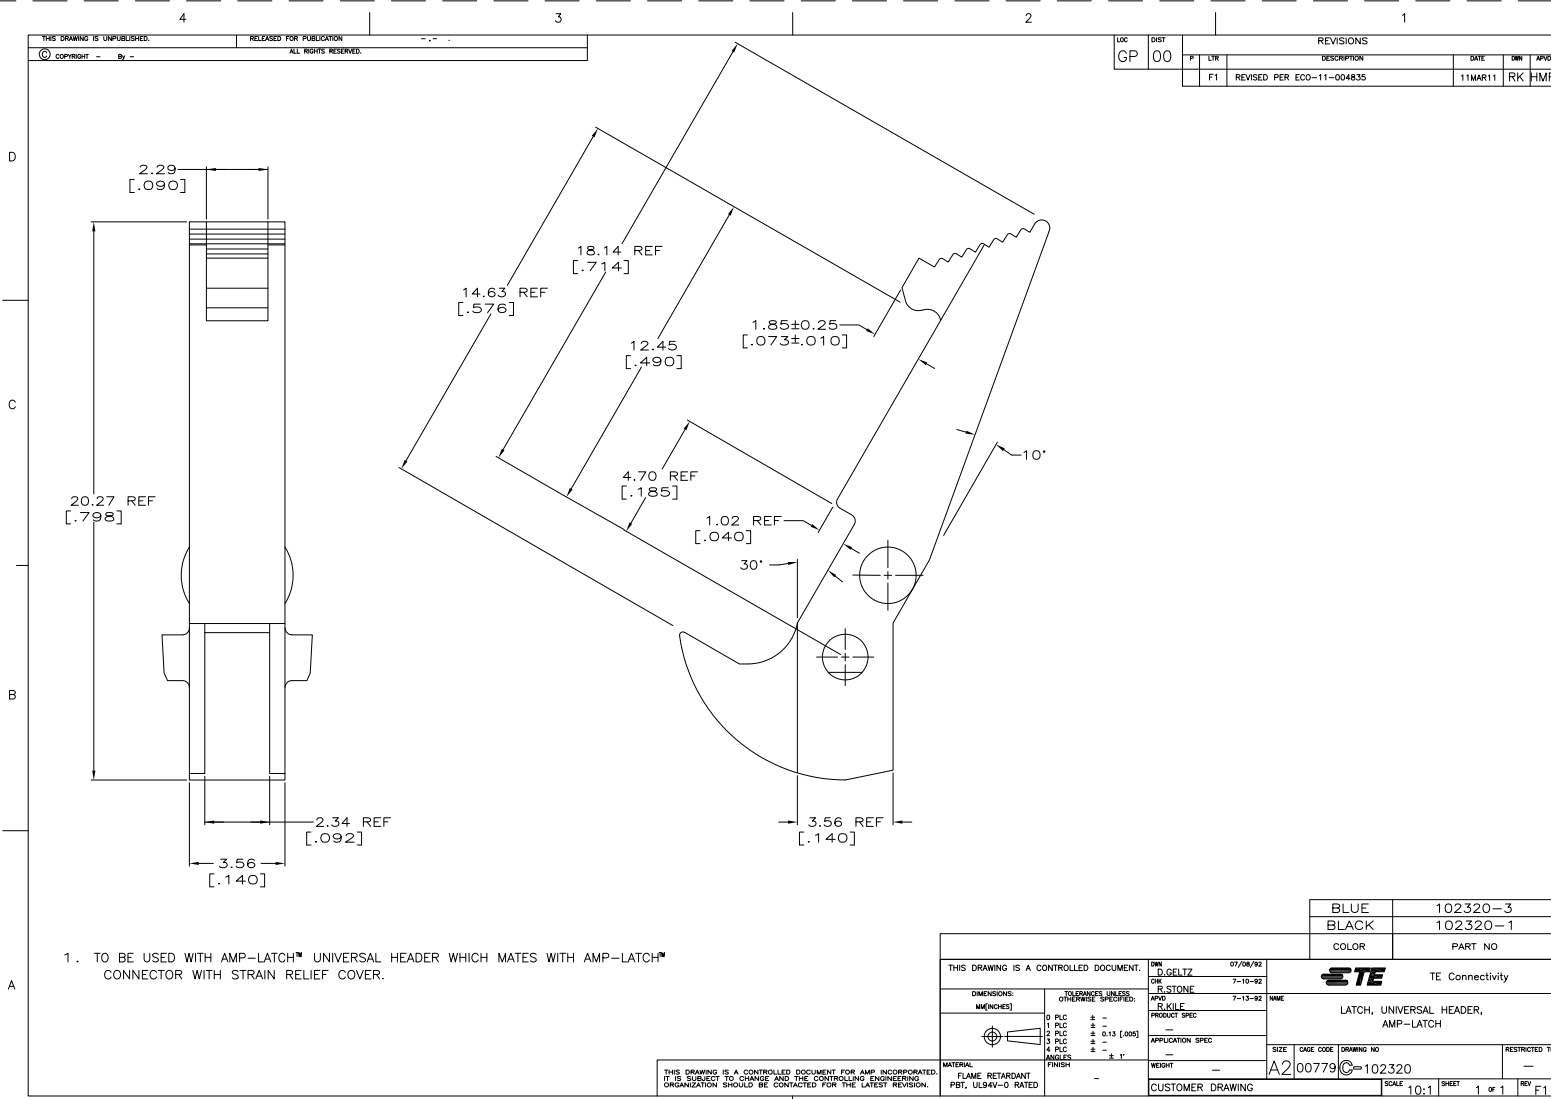 4 3 2 1
THIS DRAWING IS UNPUBLISHED. RELEASED FOR PUBLICATION -.- .
© COPYRIGHT - By - ALL RIGHTS RESERVED.
LOC DIST REVISIONS
GP 00 P LTR DESCRIPTION DATE DWN APVD
F1 REVISED PER ECO-11-004835 11MAR11 RK HMR
D
C
B
A
2.29
[.090]
18.14 REF
[.714]
14.63 REF
[.576]
1.85±0.25
[.073±.010]
12.45
[.490]
10°
4.70 REF
[.185]
20.27 REF
[.798]
1.02 REF
[.040]
30°
2.34 REF
[.092]
3.56 REF
[.140]
3.56
[.140]
1. TO BE USED WITH AMP-LATCH™ UNIVERSAL HEADER WHICH MATES WITH AMP-LATCH™
CONNECTOR WITH STRAIN RELIEF COVER.
BLUE 102320-3
BLACK 102320-1
COLOR PART NO
THIS DRAWING IS A CONTROLLED DOCUMENT.
DIMENSIONS:
MM[INCHES]
TOLERANCES UNLESS
OTHERWISE SPECIFIED:
0 PLC ± -
1 PLC ± -
2 PLC ± 0.13 [.005]
3 PLC ± -
4 PLC ± -
ANGLES ± 1°
MATERIAL
FLAME RETARDANT
PBT, UL94V-0 RATED
FINISH
-
DWN 07/08/92
D.GELTZ
CHK 7-10-92
R.STONE
APVD 7-13-92
R.KILE
PRODUCT SPEC
-
APPLICATION SPEC
-
WEIGHT -
CUSTOMER DRAWING
TE TE Connectivity
NAME
LATCH, UNIVERSAL HEADER,
AMP-LATCH
SIZE CAGE CODE DRAWING NO RESTRICTED TO
A2 00779 C-102320 -
SCALE 10:1 SHEET 1 OF 1 REV F1
THIS DRAWING IS A CONTROLLED DOCUMENT FOR AMP INCORPORATED.
IT IS SUBJECT TO CHANGE AND THE CONTROLLING ENGINEERING
ORGANIZATION SHOULD BE CONTACTED FOR THE LATEST REVISION.